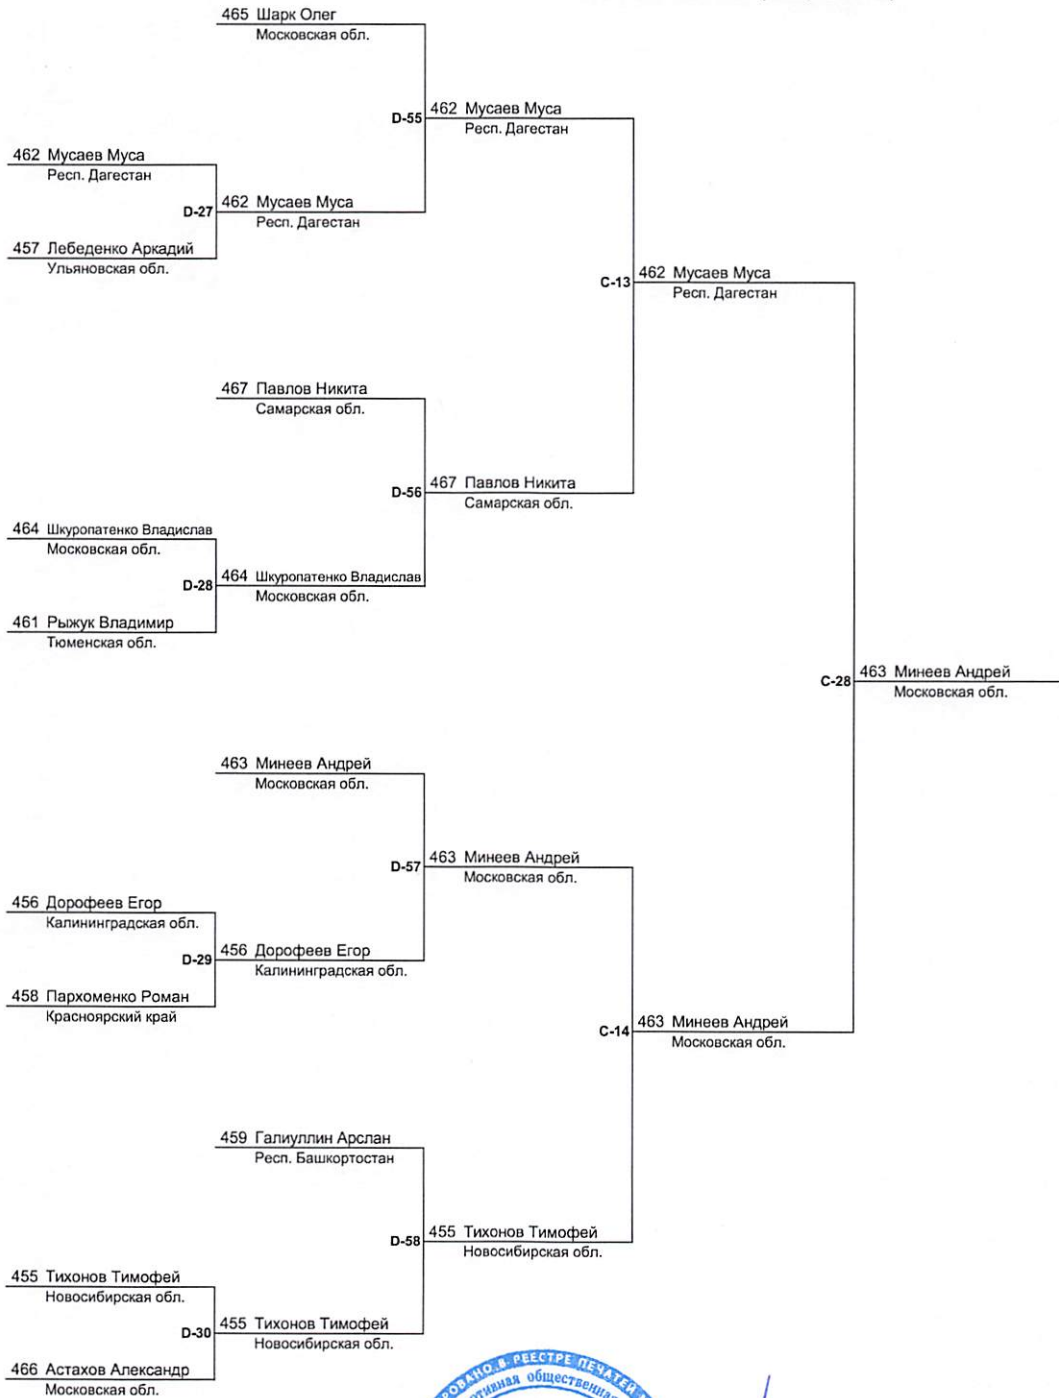 465 Шарк Олег
Московская обл.
D-55
462 Мусаев Муса
Респ. Дагестан
462 Мусаев Муса
Респ. Дагестан
D-27
462 Мусаев Муса
Респ. Дагестан
457 Лебеденко Аркадий
Ульяновская обл.
C-13
462 Мусаев Муса
Респ. Дагестан
467 Павлов Никита
Самарская обл.
D-56
467 Павлов Никита
Самарская обл.
464 Шкуропатенко Владислав
Московская обл.
D-28
464 Шкуропатенко Владислав
Московская обл.
461 Рыжук Владимир
Тюменская обл.
C-28
463 Минеев Андрей
Московская обл.
463 Минеев Андрей
Московская обл.
D-57
463 Минеев Андрей
Московская обл.
456 Дорофеев Егор
Калининградская обл.
D-29
456 Дорофеев Егор
Калининградская обл.
458 Пархоменко Роман
Красноярский край
C-14
463 Минеев Андрей
Московская обл.
459 Галиуллин Арслан
Респ. Башкортостан
D-58
455 Тихонов Тимофей
Новосибирская обл.
455 Тихонов Тимофей
Новосибирская обл.
D-30
455 Тихонов Тимофей
Новосибирская обл.
466 Астахов Александр
Московская обл.
В РЕЕСТРЕ ПЕЧАТЕЙ
общественная